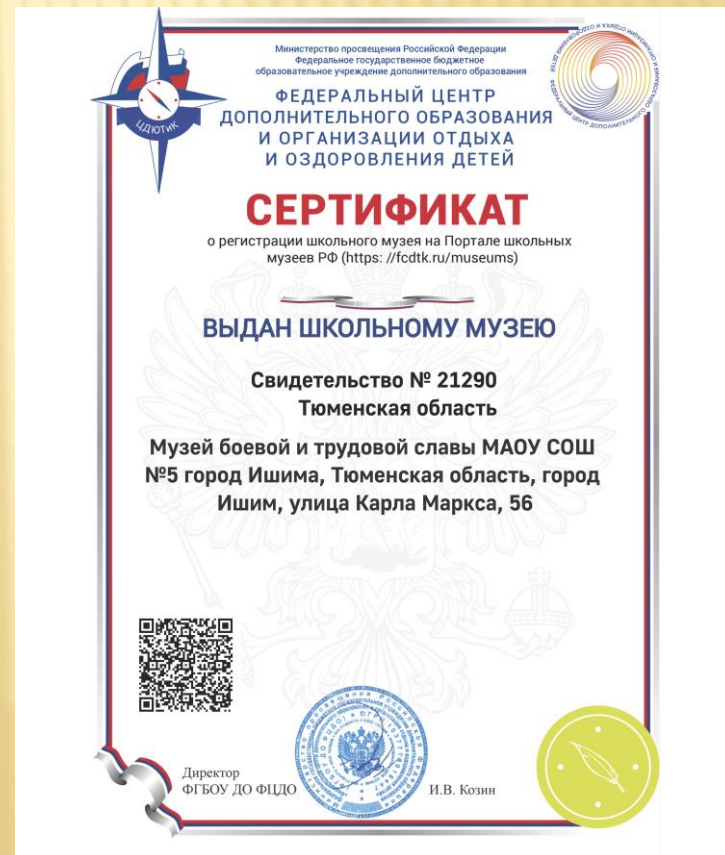 Министерство просвещения Российской Федерации
Федеральное государственное бюджетное
образовательное учреждение дополнительного образования
ФЕДЕРАЛЬНЫЙ ЦЕНТР
ДОПОЛНИТЕЛЬНОГО ОБРАЗОВАНИЯ
И ОРГАНИЗАЦИИ ОТДЫХА
И ОЗДОРОВЛЕНИЯ ДЕТЕЙ
ЦДЮТиК
СЕРТИФИКАТ
о регистрации школьного музея на Портале школьных
музеев РФ (https: //fcdtk.ru/museums)
ВЫДАН ШКОЛЬНОМУ МУЗЕЮ
Свидетельство № 21290
Тюменская область
Музей боевой и трудовой славы МАОУ СОШ
№5 город Ишима, Тюменская область, город
Ишим, улица Карла Маркса, 56
Директор
ФГБОУ ДО ФЦДО
И.В. Козин